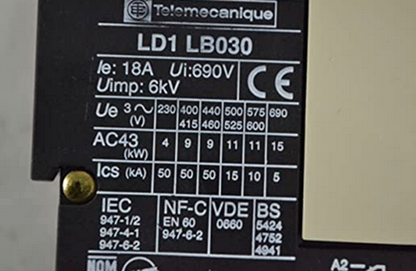 Telemecanique
LD1 LB030
Ie: 18A Ui:690V
Uimp: 6kV
CE
Ue 3~ (V) 230 400 415 440 460 500 525 575 600 690
AC43 (kW) 4 9 9 11 11 15
Ics (kA) 50 50 50 15 10 5
IEC NF-C VDE BS
947-1/2 EN 60 0660 5424
947-4-1 947-6-2 4752
947-6-2 4941
NOM A2